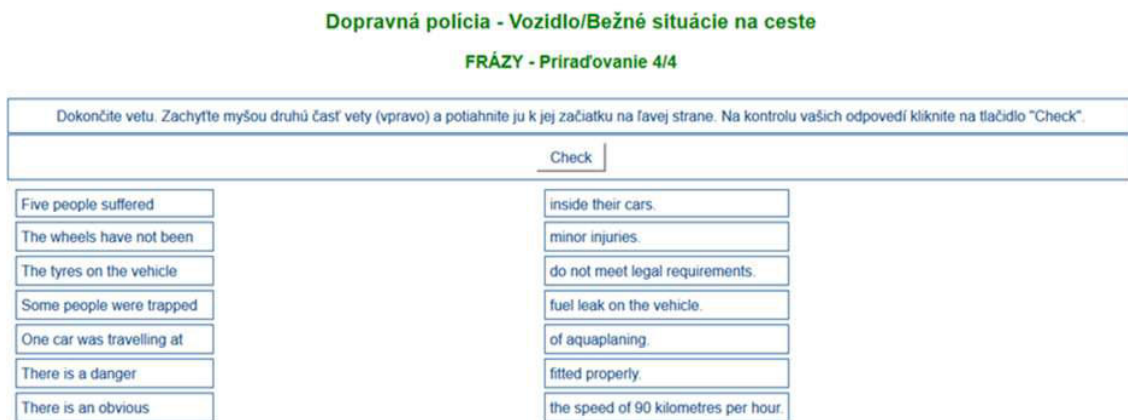 Dopravná polícia - Vozidlo/Bežné situácie na ceste
FRÁZY - Priraďovanie 4/4
Dokončite vetu. Zachyťte myšou druhú časť vety (vpravo) a potiahnite ju k jej začiatku na ľavej strane. Na kontrolu vašich odpovedí kliknite na tlačidlo "Check".
Check
Five people suffered inside their cars.
The wheels have not been minor injuries.
The tyres on the vehicle do not meet legal requirements.
Some people were trapped fuel leak on the vehicle.
One car was travelling at of aquaplaning.
There is a danger fitted properly.
There is an obvious the speed of 90 kilometres per hour.